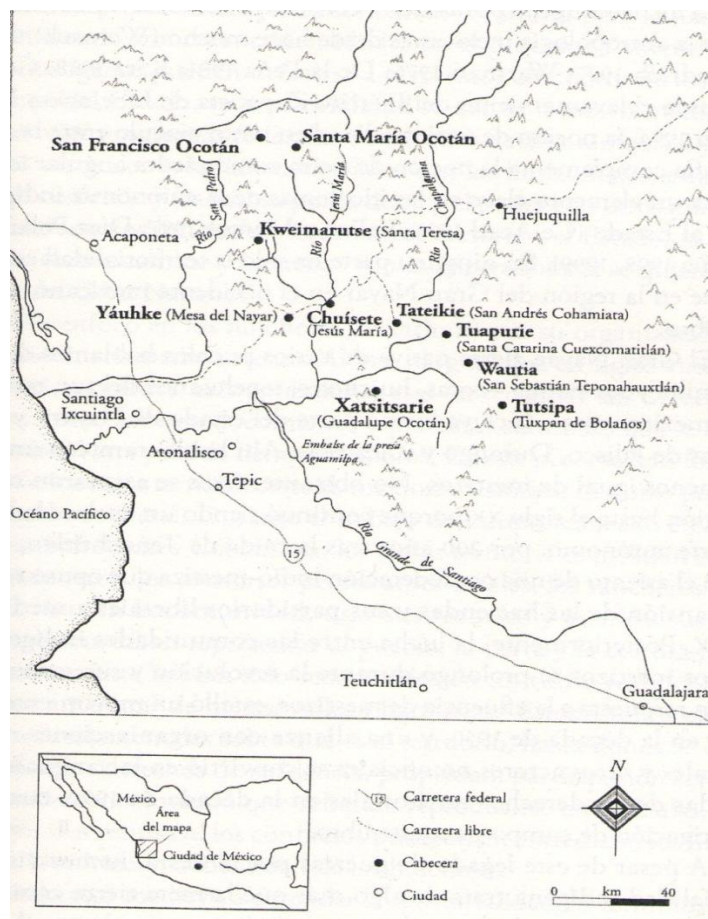 San Francisco Ocotán
Santa María Ocotán
Río San Pedro
Río Sta. María
Río Chapalagana
Huejuquilla
Acaponeta
Kweimarutse (Santa Teresa)
Yáuhke (Mesa del Nayar)
Chuísete
(Jesús María)
Tateikie (San Andrés Cohamiata)
Tuapurie
(Santa Catarina Cuexcomatitlán)
Wautia
(San Sebastián Teponahauxtlán)
Santiago
Ixcuintla
Xatsitsarie
(Guadalupe Ocotán)
Tutsipa
(Tuxpan de Bolaños)
Atonalisco
Embalse de la presa
Aguamilpa
Tepic
Océano Pacífico
15
Río Grande de Santiago
Teuchitlán
Guadalajara
México
Área
del mapa
Ciudad de México
15 Carretera federal
Carretera libre
Cabecera
Ciudad
N
0 km 40